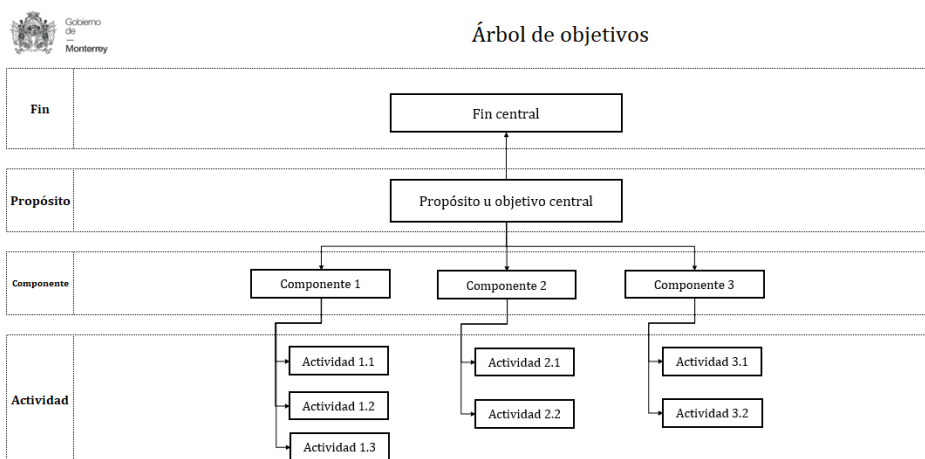 Gobierno
de
Monterrey
Árbol de objetivos
Fin
Fin central
Propósito
Propósito u objetivo central
Componente
Componente 1
Componente 2
Componente 3
Actividad
Actividad 1.1
Actividad 2.1
Actividad 3.1
Actividad 1.2
Actividad 2.2
Actividad 3.2
Actividad 1.3